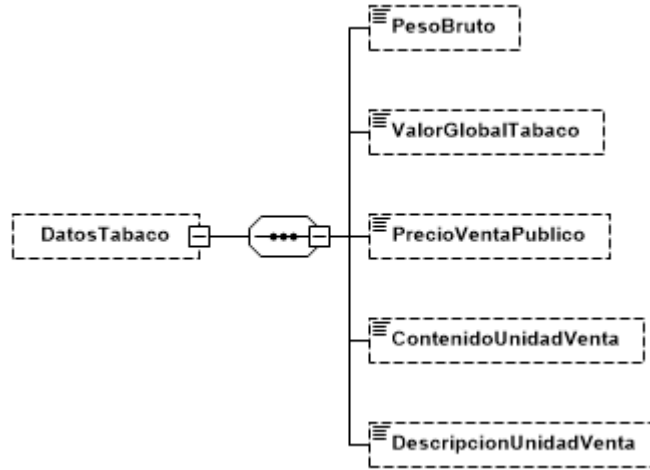 PesoBruto
ValorGlobalTabaco
DatosTabaco
PrecioVentaPublico
ContenidoUnidadVenta
DescripcionUnidadVenta